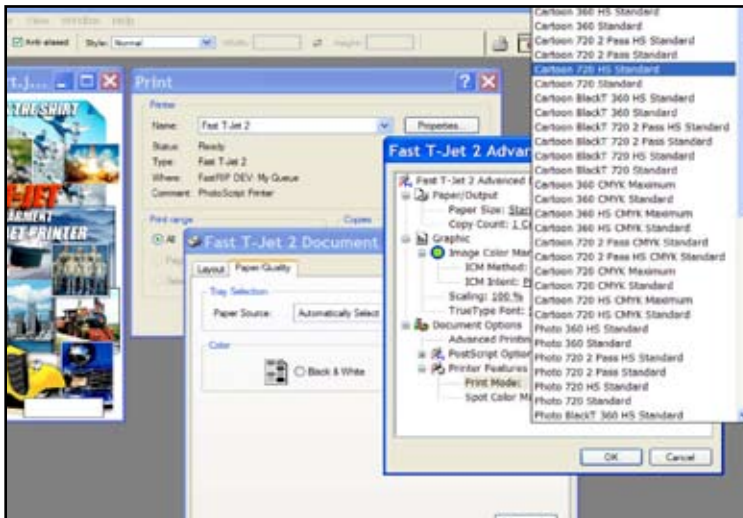 View Window Help
Anti-aliased Style: Normal Width: Height:
THE SHIRT
T-JET
GARMENT
JET PRINTER
Print
Printer
Name: Fast T-Jet 2 Properties...
Status: Ready
Type: Fast T-Jet 2
Where: FastRIP DEV: My Queue
Comment: PhotoScript Printer
Print range
Copies
All
Fast T-Jet 2 Document
Layout Paper/Quality
Tray Selection
Paper Source: Automatically Select
Color
Black & White
Fast T-Jet 2 Advan
Fast T-Jet 2 Advanced
Paper/Output
Paper Size:
Copy Count: 1
Graphic
Image Color Mar
ICM Method:
ICM Intent:
Scaling: 100 %
TrueType Font:
Document Options
Advanced Printin
PostScript Option
Printer Features
Print Mode:
Spot Color M
OK Cancel
Cartoon 360 HS Standard
Cartoon 360 Standard
Cartoon 720 2 Pass HS Standard
Cartoon 720 2 Pass Standard
Cartoon 720 HS Standard
Cartoon 720 Standard
Cartoon BlackT 360 HS Standard
Cartoon BlackT 360 Standard
Cartoon BlackT 720 2 Pass HS Standard
Cartoon BlackT 720 2 Pass Standard
Cartoon BlackT 720 HS Standard
Cartoon BlackT 720 Standard
Cartoon 360 CMYK Maximum
Cartoon 360 CMYK Standard
Cartoon 360 HS CMYK Maximum
Cartoon 360 HS CMYK Standard
Cartoon 720 2 Pass CMYK Standard
Cartoon 720 2 Pass HS CMYK Standard
Cartoon 720 CMYK Maximum
Cartoon 720 CMYK Standard
Cartoon 720 HS CMYK Maximum
Cartoon 720 HS CMYK Standard
Photo 360 HS Standard
Photo 360 Standard
Photo 720 2 Pass HS Standard
Photo 720 2 Pass Standard
Photo 720 HS Standard
Photo 720 Standard
Photo BlackT 360 HS Standard